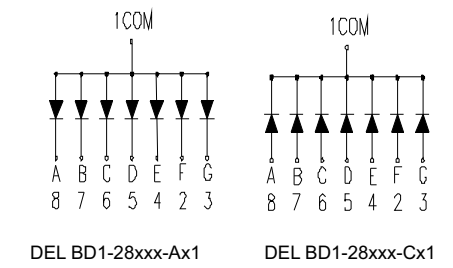 1COM 1COM
A B C D E F G A B C D E F G
8 7 6 5 4 2 3 8 7 6 5 4 2 3
DEL BD1-28xxx-Ax1 DEL BD1-28xxx-Cx1